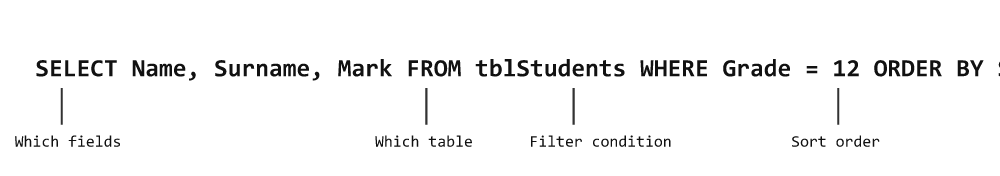 SELECT Name, Surname, Mark FROM tblStudents WHERE Grade = 12 ORDER BY
Which fields Which table Filter condition Sort order